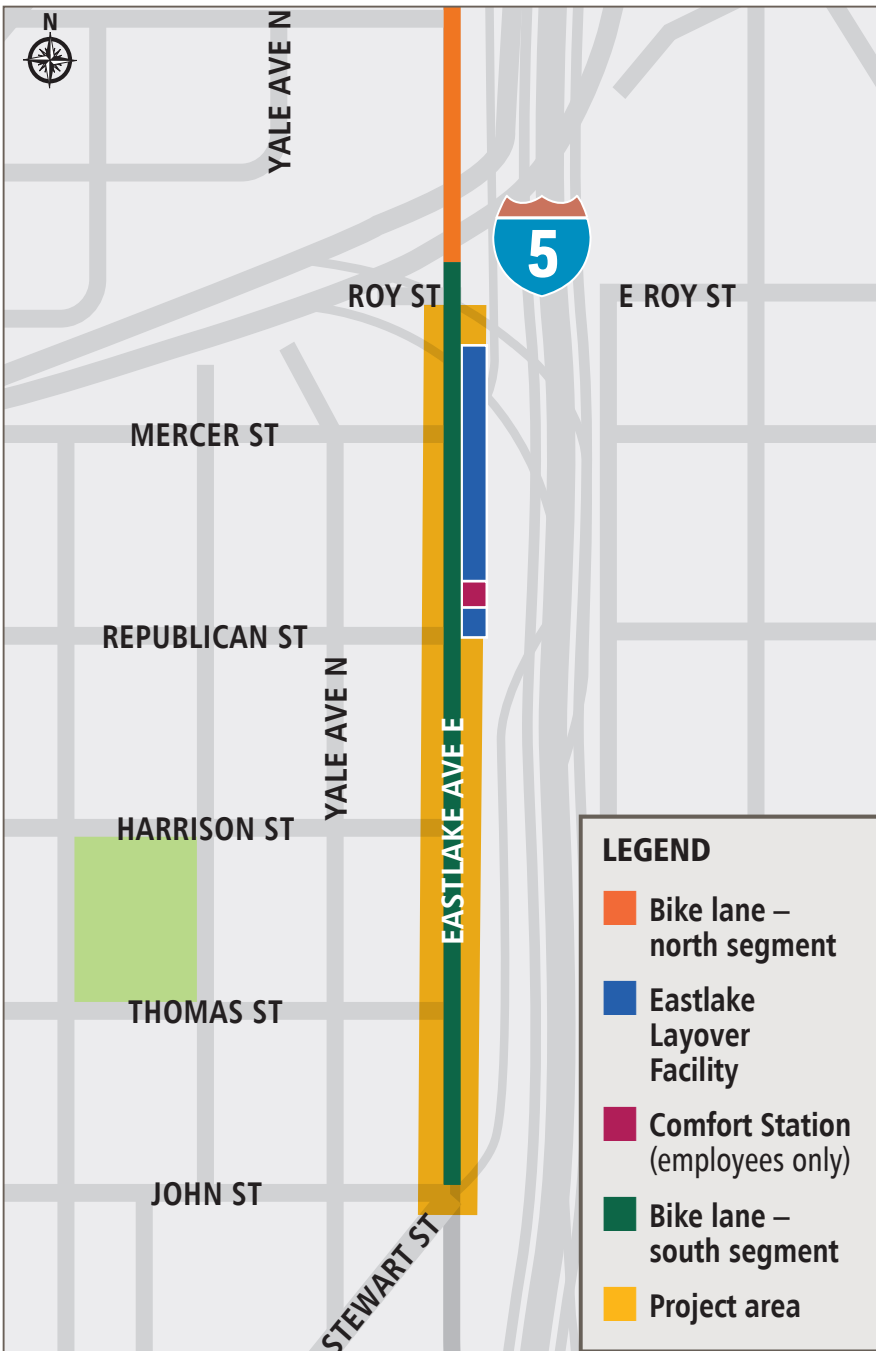 N
YALE AVE N
5
ROY ST
E ROY ST
MERCER ST
REPUBLICAN ST
YALE AVE N
EASTLAKE AVE E
HARRISON ST
THOMAS ST
JOHN ST
STEWART ST
LEGEND
Bike lane –
north segment
Eastlake
Layover
Facility
Comfort Station
(employees only)
Bike lane –
south segment
Project area